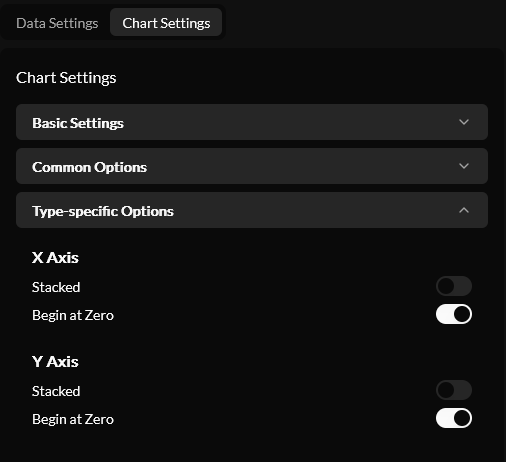 Data Settings
Chart Settings
Chart Settings
Basic Settings
Common Options
Type-specific Options
X Axis
Stacked
Begin at Zero
Y Axis
Stacked
Begin at Zero